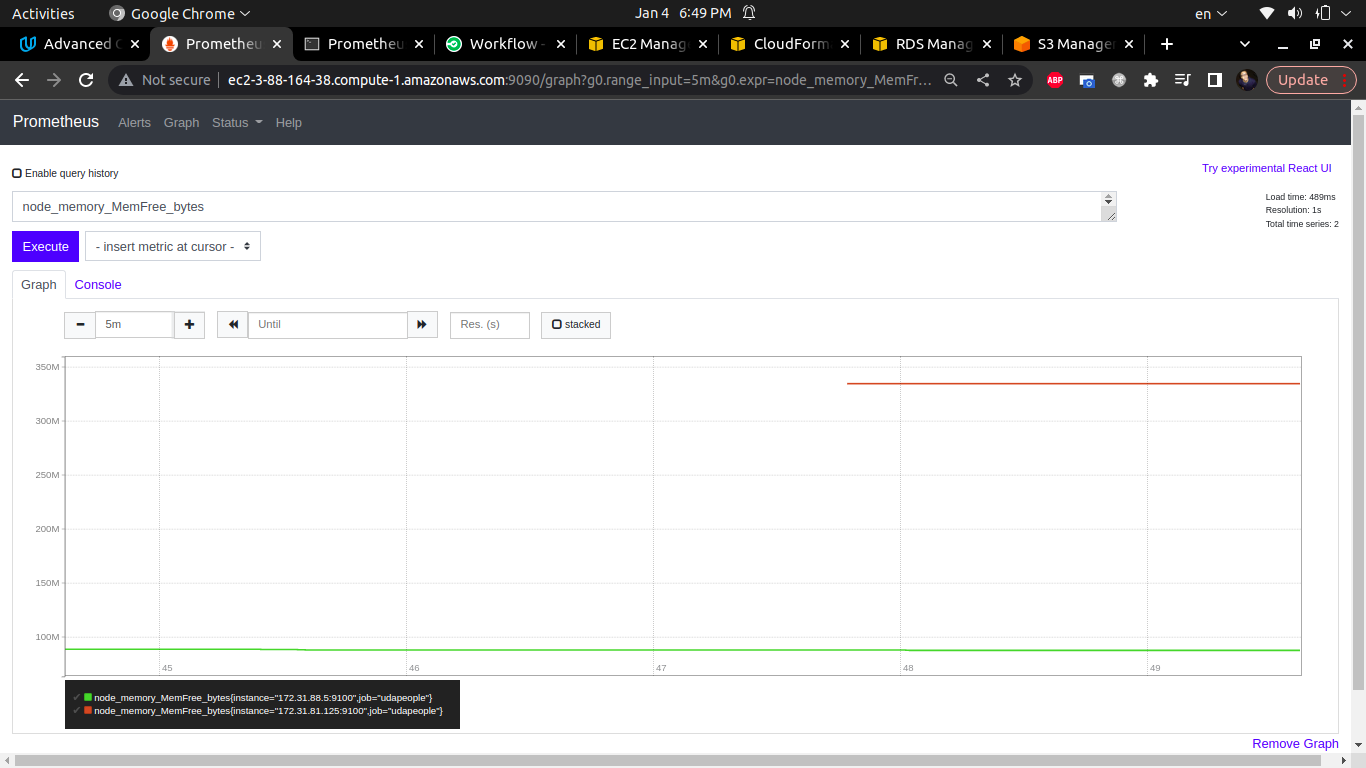 Activities Google Chrome Jan 4 6:49 PM en
Advanced C Prometheu Prometheu Workflow - EC2 Manag CloudForm RDS Manag S3 Manage
Not secure ec2-3-88-164-38.compute-1.amazonaws.com:9090/graph?g0.range_input=5m&g0.expr=node_memory_MemFr... ABP Update
Prometheus Alerts Graph Status Help
Enable query history Try experimental React UI
node_memory_MemFree_bytes
Load time: 489ms
Resolution: 1s
Total time series: 2
Execute - insert metric at cursor -
Graph Console
5m Until Res. (s) stacked
350M
300M
250M
200M
150M
100M
45 46 47 48 49
node_memory_MemFree_bytes{instance="172.31.88.5:9100",job="udapeople"}
node_memory_MemFree_bytes{instance="172.31.81.125:9100",job="udapeople"}
Remove Graph